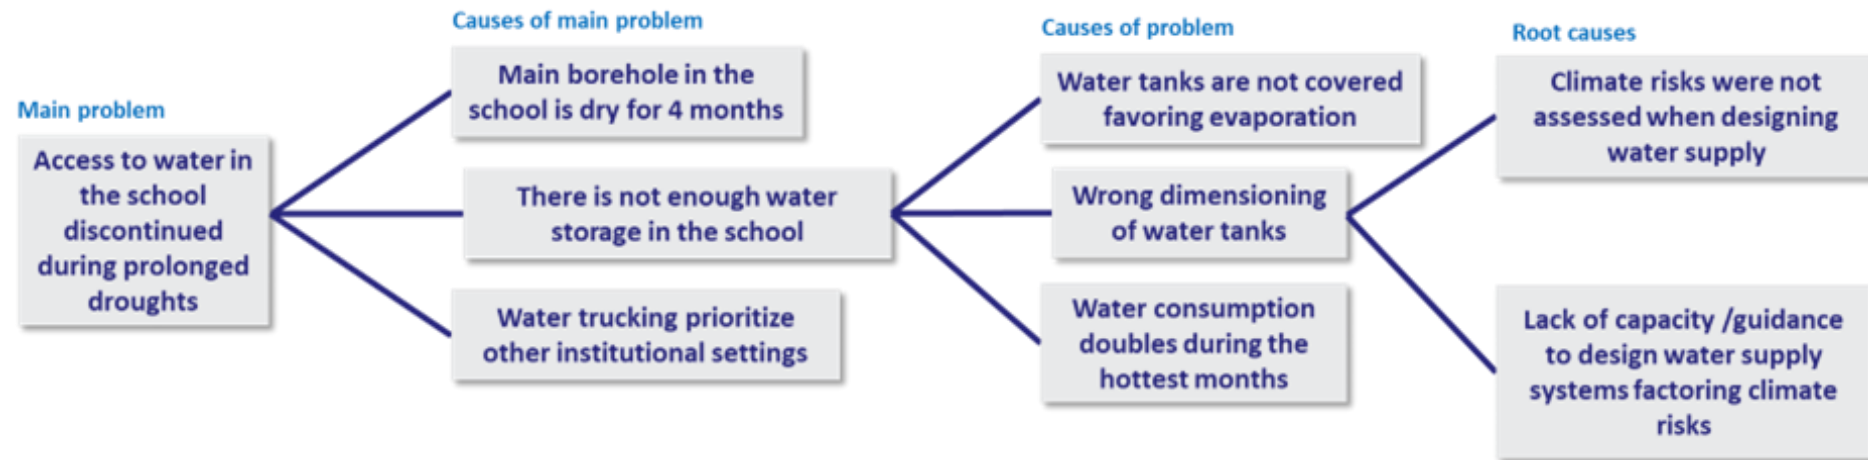 Main problem
Access to water in
the school
discontinued
during prolonged
droughts
Causes of main problem
Main borehole in the
school is dry for 4 months
There is not enough water
storage in the school
Water trucking prioritize
other institutional settings
Causes of problem
Water tanks are not covered
favoring evaporation
Wrong dimensioning
of water tanks
Water consumption
doubles during the
hottest months
Root causes
Climate risks were not
assessed when designing
water supply
Lack of capacity /guidance
to design water supply
systems factoring climate
risks